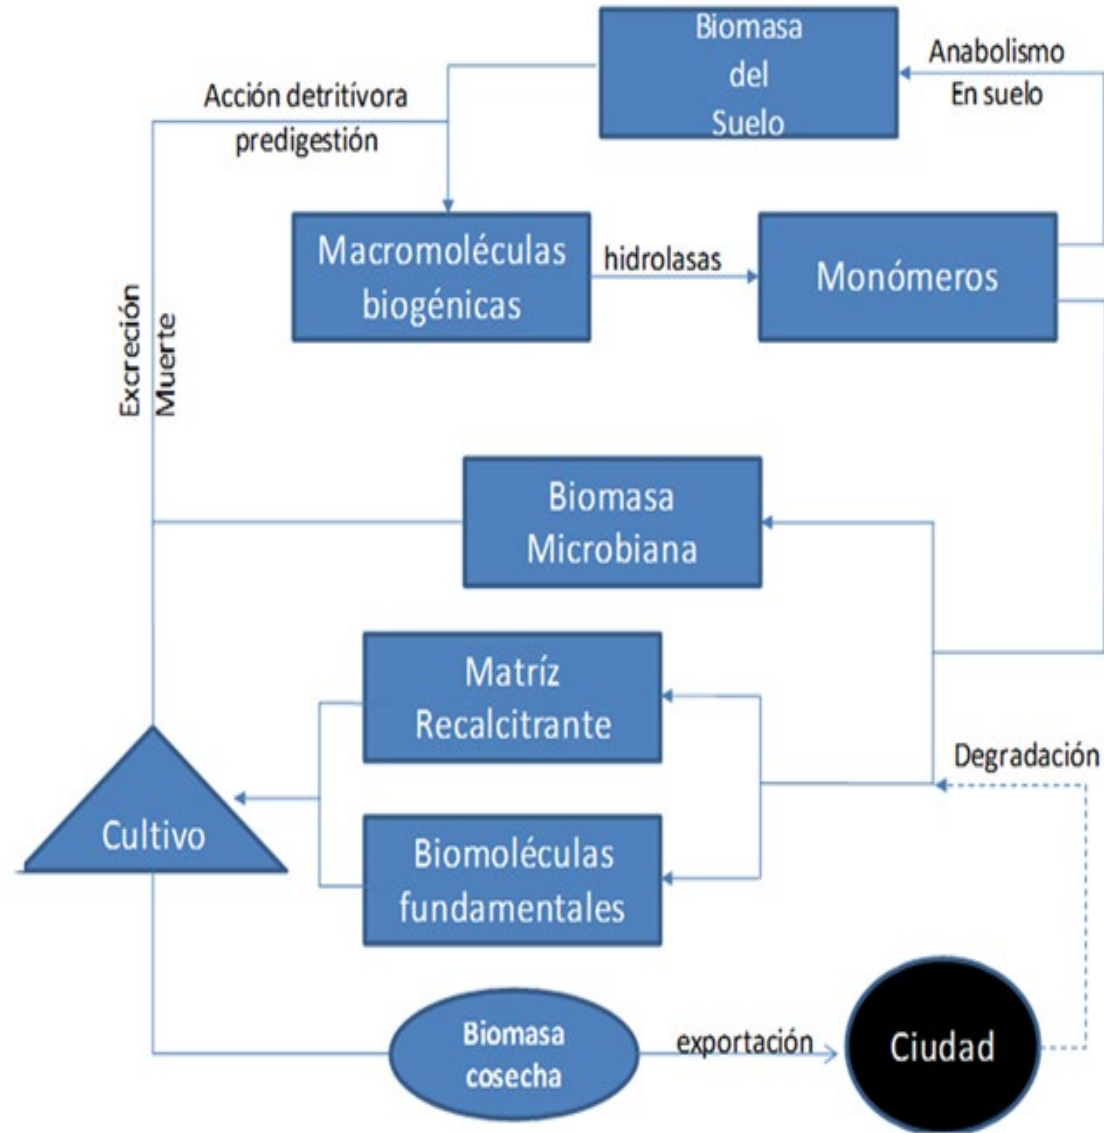 Biomasa
del
Suelo
Anabolismo
En suelo
Acción detritívora
predigestión
Macromoléculas
biogénicas
hidrolasas
Monómeros
Excreción
Muerte
Biomasa
Microbiana
Matríz
Recalcitrante
Degradación
Cultivo
Biomoléculas
fundamentales
Biomasa
cosecha
exportación
Ciudad